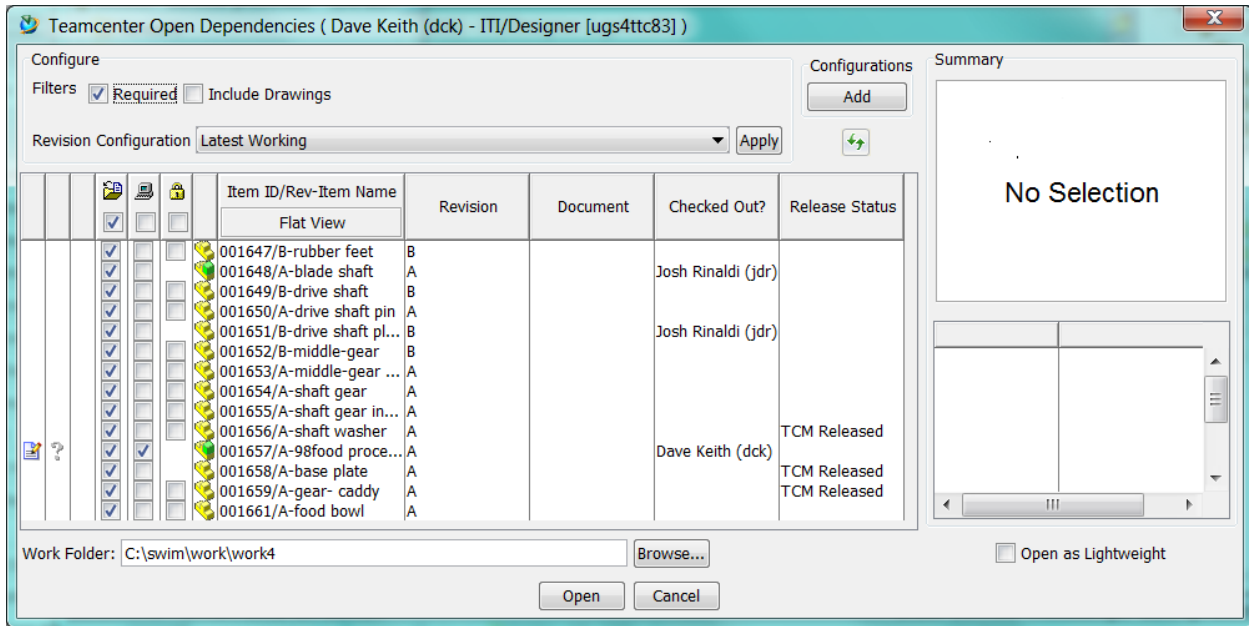 Teamcenter Open Dependencies ( Dave Keith (dck) - ITI/Designer [ugs4ttc83] )
Configure
Filters Required Include Drawings
Revision Configuration Latest Working Apply
Configurations
Add
Summary
No Selection
Item ID/Rev-Item Name Revision Document Checked Out? Release Status
Flat View
001647/B-rubber feet B
001648/A-blade shaft A Josh Rinaldi (jdr)
001649/B-drive shaft B
001650/A-drive shaft pin A
001651/B-drive shaft pl... B Josh Rinaldi (jdr)
001652/B-middle-gear B
001653/A-middle-gear ... A
001654/A-shaft gear A
001655/A-shaft gear in... A
001656/A-shaft washer A TCM Released
001657/A-98food proce... A Dave Keith (dck)
001658/A-base plate A TCM Released
001659/A-gear- caddy A TCM Released
001661/A-food bowl A
Work Folder: C:\swim\work\work4 Browse...
Open as Lightweight
Open Cancel